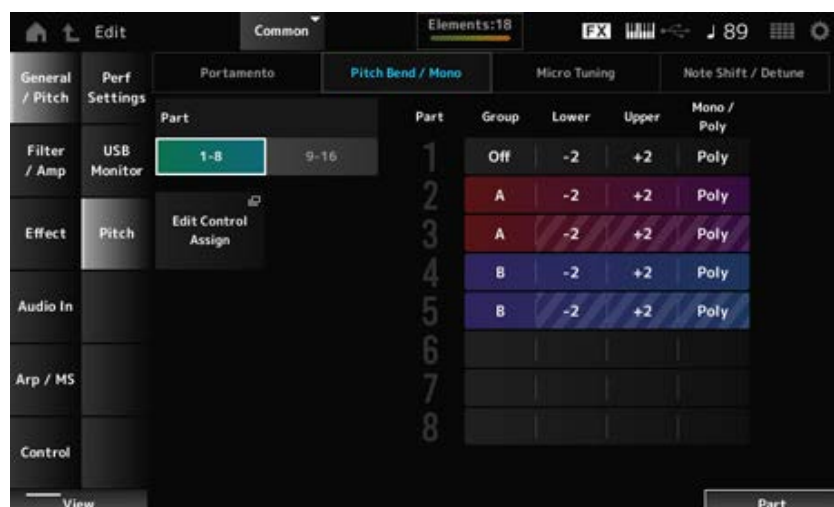 Edit Common Elements:18 FX 89
General / Pitch
Perf Settings
Portamento Pitch Bend / Mono Micro Tuning Note Shift / Detune
Part
Part Group Lower Upper Mono / Poly
Filter / Amp
USB Monitor
1-8 9-16
1 Off -2 +2 Poly
2 A -2 +2 Poly
Effect
Pitch
Edit Control Assign
3 A -2 +2 Poly
4 B -2 +2 Poly
Audio In
5 B -2 +2 Poly
6
Arp / MS
7
8
Control
View
Part